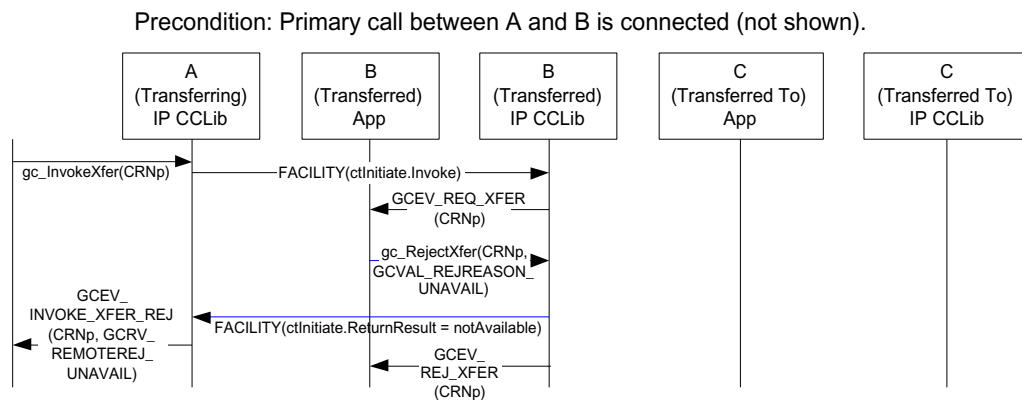 Precondition: Primary call between A and B is connected (not shown).
A
(Transferring)
IP CCLib
B
(Transferred)
App
B
(Transferred)
IP CCLib
C
(Transferred To)
App
C
(Transferred To)
IP CCLib
gc_InvokeXfer(CRNp)
FACILITY(ctInitiate.Invoke)
GCEV_REQ_XFER
(CRNp)
gc_RejectXfer(CRNp,
GCVAL_REJREASON_
UNAVAIL)
GCEV_
INVOKE_XFER_REJ
(CRNp, GCRV_
REMOTEREJ_
UNAVAIL)
FACILITY(ctInitiate.ReturnResult = notAvailable)
GCEV_
REJ_XFER
(CRNp)